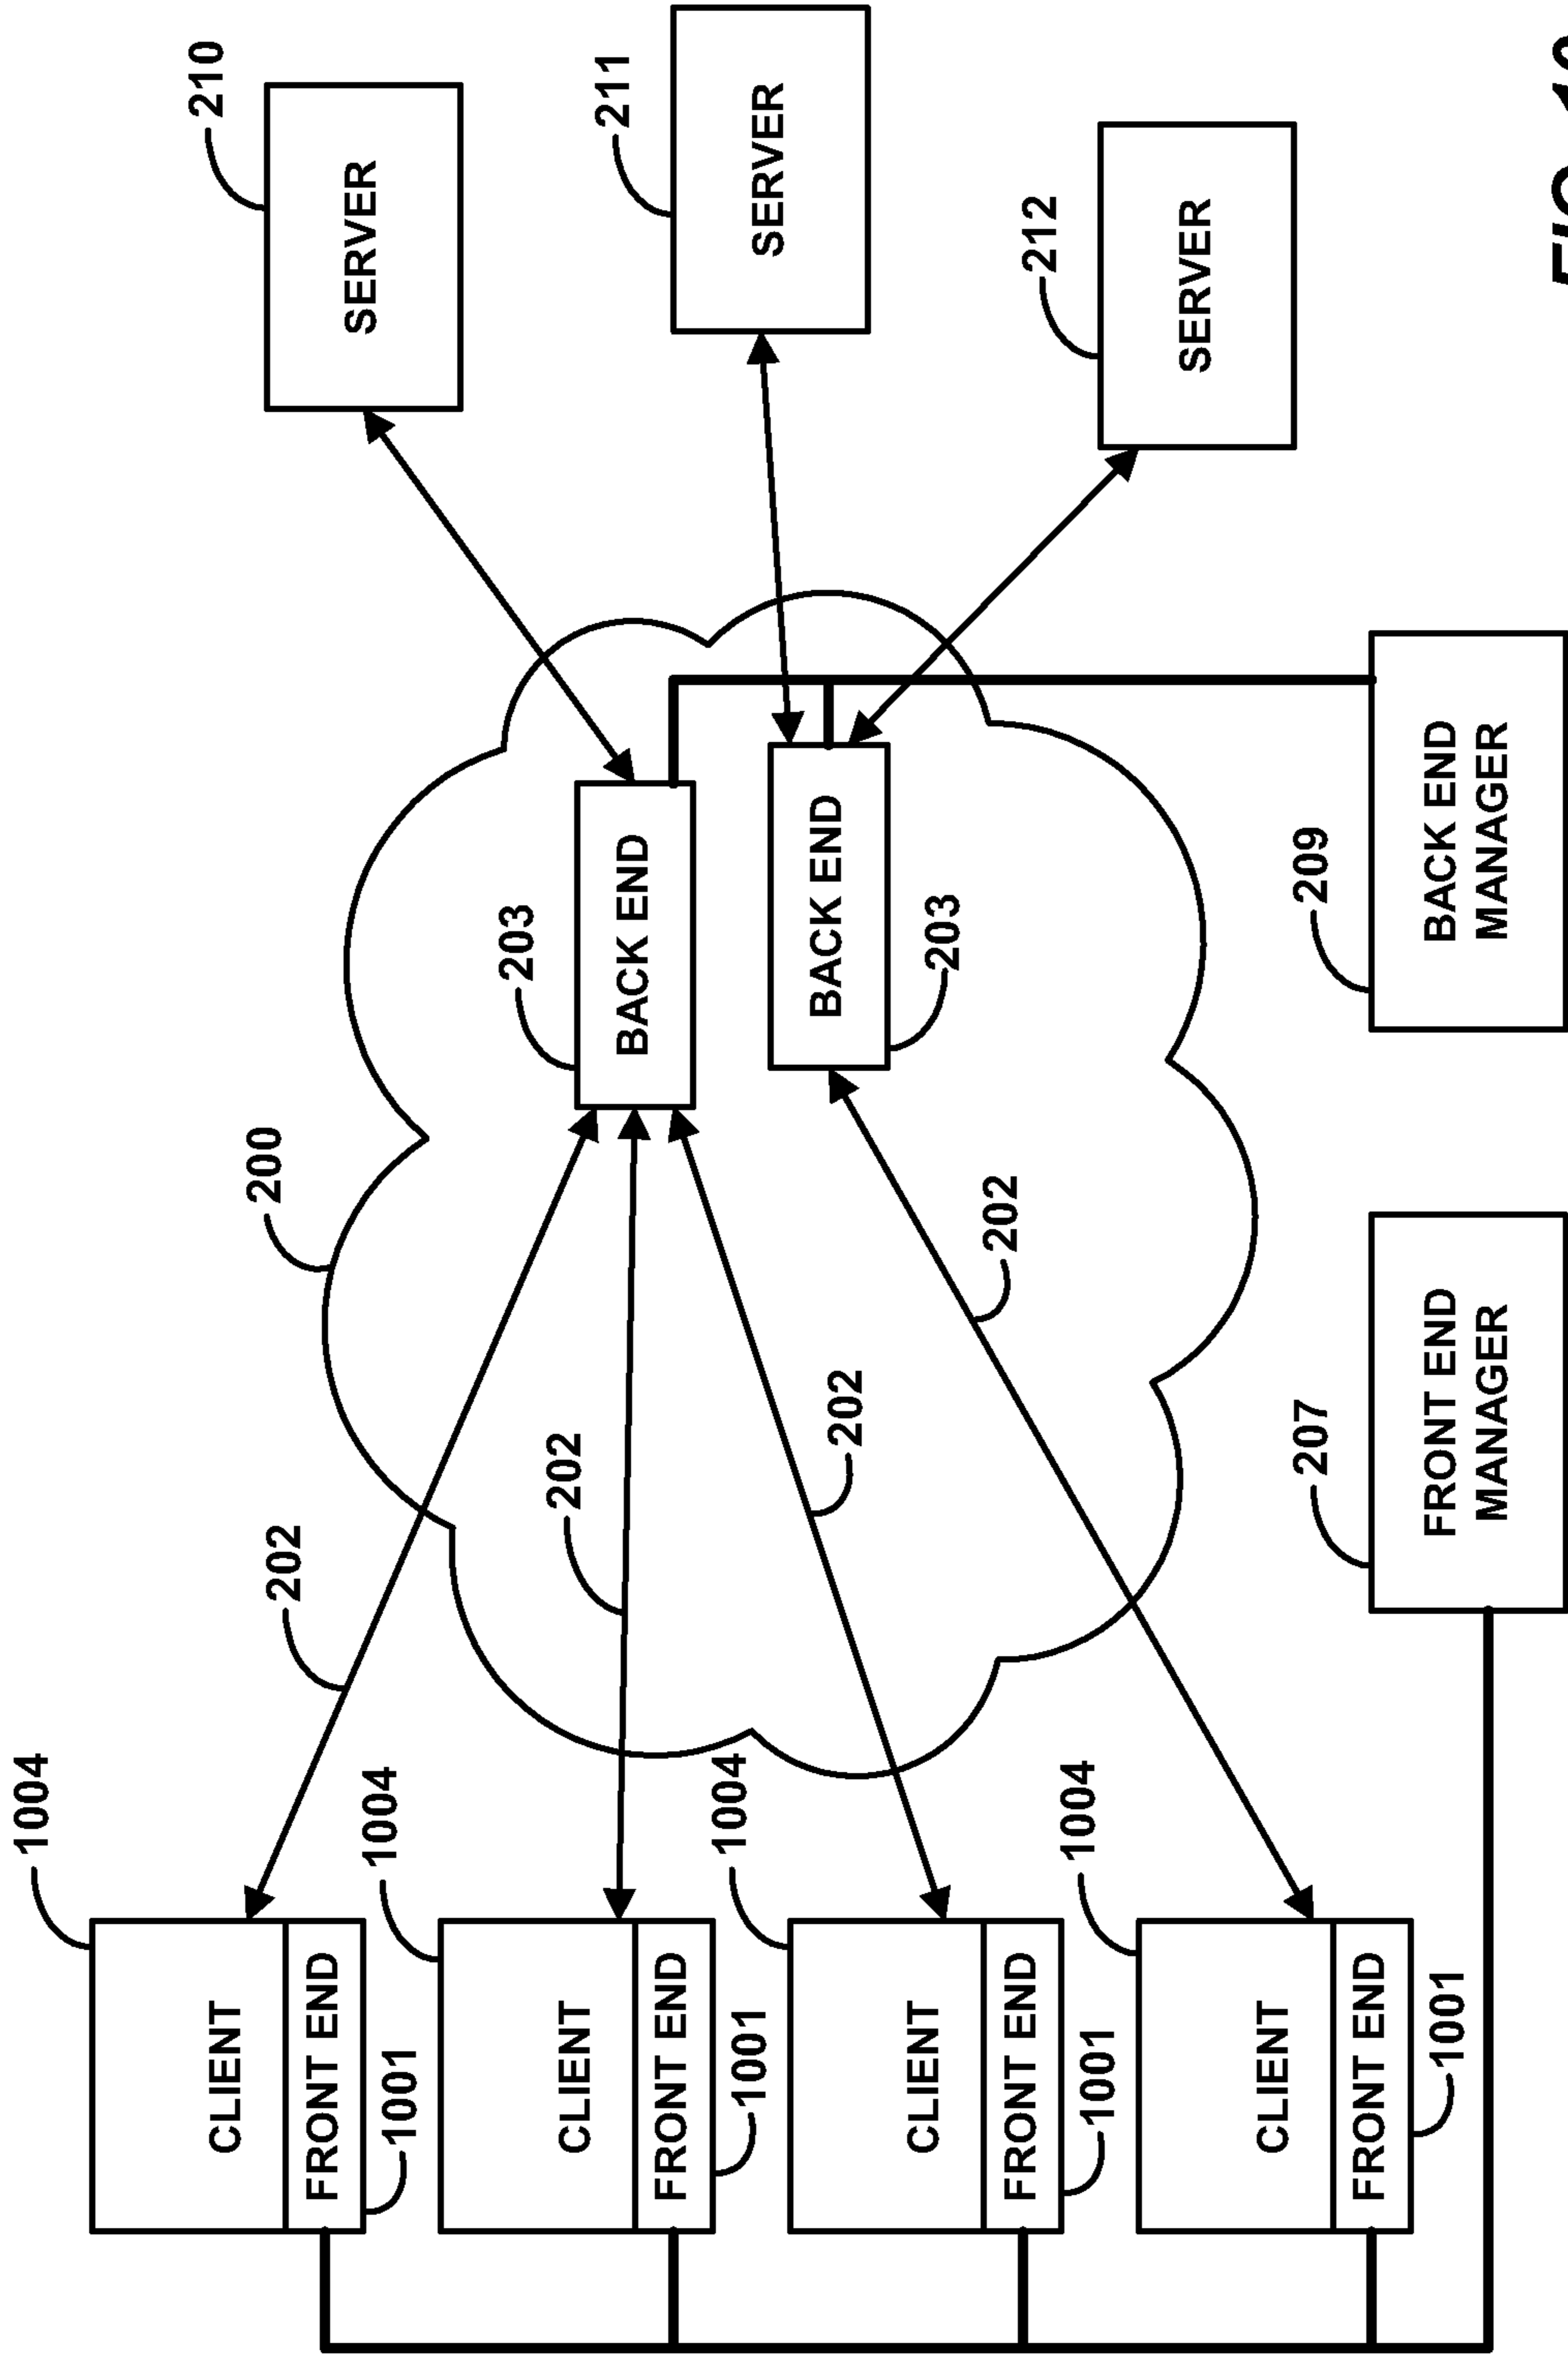 1004
210
CLIENT
200
202
FRONT END
SERVER
1004
1001
203
202
CLIENT
211
BACK END
FRONT END
1004
1001
SERVER
BACK END
202
CLIENT
203
202
FRONT END
212
1004
1001
SERVER
CLIENT
207
209
FRONT END
1001
FRONT END
MANAGER
BACK END
MANAGER
FIG